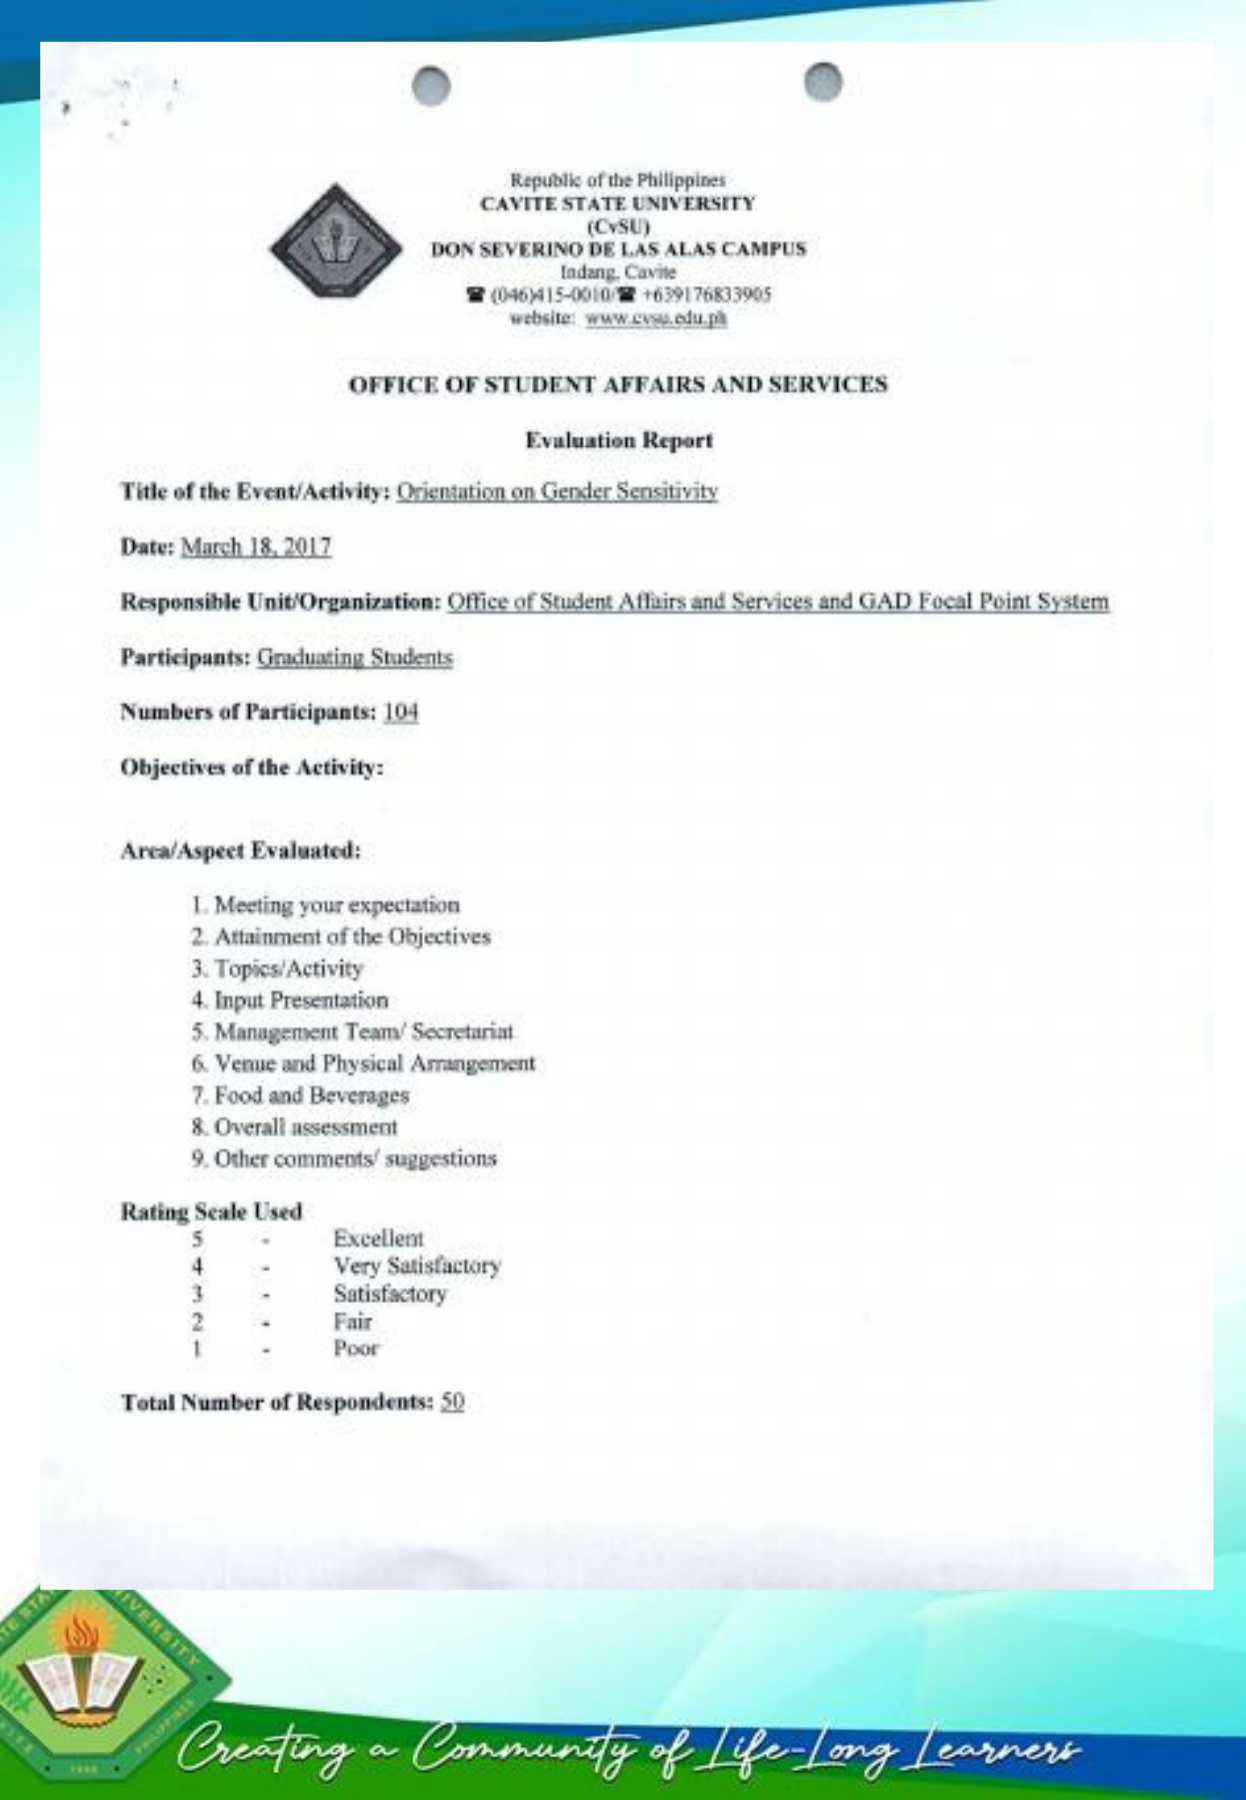 Republic of the Philippines
CAVITE STATE UNIVERSITY
(CvSU)
DON SEVERINO DE LAS ALAS CAMPUS
Indang, Cavite
☎ (046)415-0010/☎ +639176833905
website: www.cvsu.edu.ph
OFFICE OF STUDENT AFFAIRS AND SERVICES
Evaluation Report
Title of the Event/Activity: Orientation on Gender Sensitivity
Date: March 18, 2017
Responsible Unit/Organization: Office of Student Affairs and Services and GAD Focal Point System
Participants: Graduating Students
Numbers of Participants: 104
Objectives of the Activity:
Area/Aspect Evaluated:
1. Meeting your expectation
2. Attainment of the Objectives
3. Topics/Activity
4. Input Presentation
5. Management Team/ Secretariat
6. Venue and Physical Arrangement
7. Food and Beverages
8. Overall assessment
9. Other comments/ suggestions
Rating Scale Used
5 - Excellent
4 - Very Satisfactory
3 - Satisfactory
2 - Fair
1 - Poor
Total Number of Respondents: 50
UNIVERSITY
PHILIPPINES
Creating a Community of Life-Long Learners